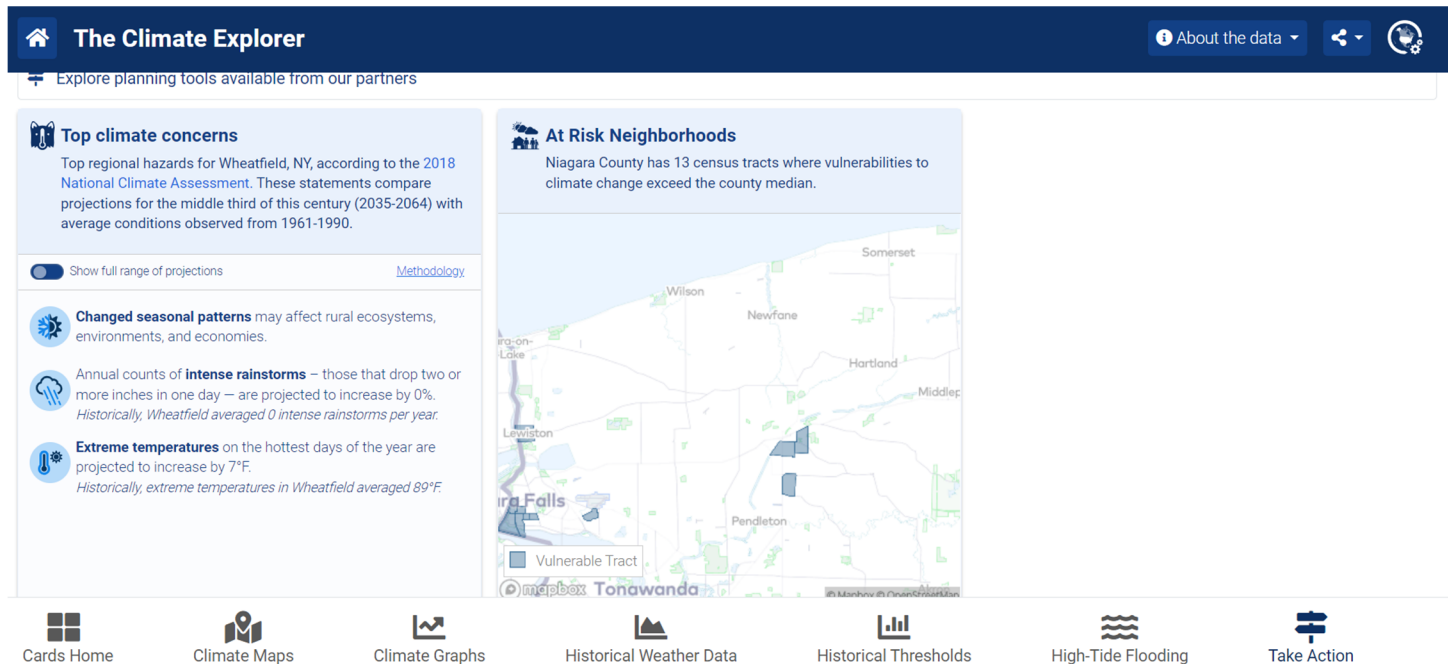 The Climate Explorer
About the data
Explore planning tools available from our partners
Top climate concerns
Top regional hazards for Wheatfield, NY, according to the 2018
National Climate Assessment. These statements compare
projections for the middle third of this century (2035-2064) with
average conditions observed from 1961-1990.
Show full range of projections
Methodology
Changed seasonal patterns may affect rural ecosystems,
environments, and economies.
Annual counts of intense rainstorms – those that drop two or
more inches in one day — are projected to increase by 0%.
Historically, Wheatfield averaged 0 intense rainstorms per year.
Extreme temperatures on the hottest days of the year are
projected to increase by 7°F.
Historically, extreme temperatures in Wheatfield averaged 89°F.
At Risk Neighborhoods
Niagara County has 13 census tracts where vulnerabilities to
climate change exceed the county median.
Somerset
Wilson
Newfane
ara-on-
Lake
Hartland
Middlep
Lewiston
ara Falls
Pendleton
Vulnerable Tract
mapbox
Tonawanda
© Mapbox © OpenStreetMap
Cards Home
Climate Maps
Climate Graphs
Historical Weather Data
Historical Thresholds
High-Tide Flooding
Take Action